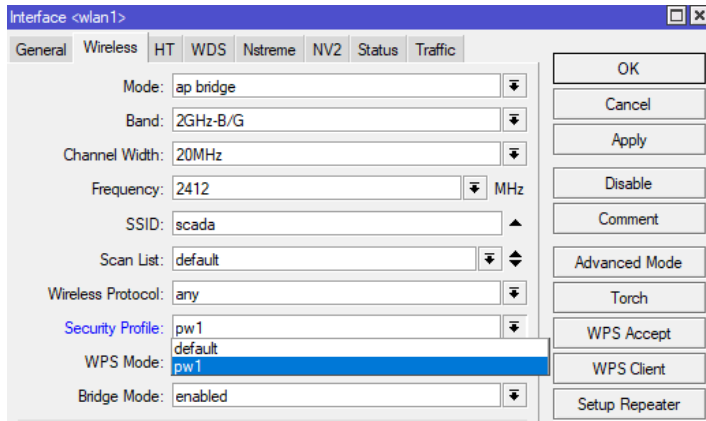 Interface <wlan1>
General Wireless HT WDS Nstreme NV2 Status Traffic
Mode: ap bridge
Band: 2GHz-B/G
Channel Width: 20MHz
Frequency: 2412 MHz
SSID: scada
Scan List: default
Wireless Protocol: any
Security Profile: pw1
default
WPS Mode: pw1
Bridge Mode: enabled
OK
Cancel
Apply
Disable
Comment
Advanced Mode
Torch
WPS Accept
WPS Client
Setup Repeater